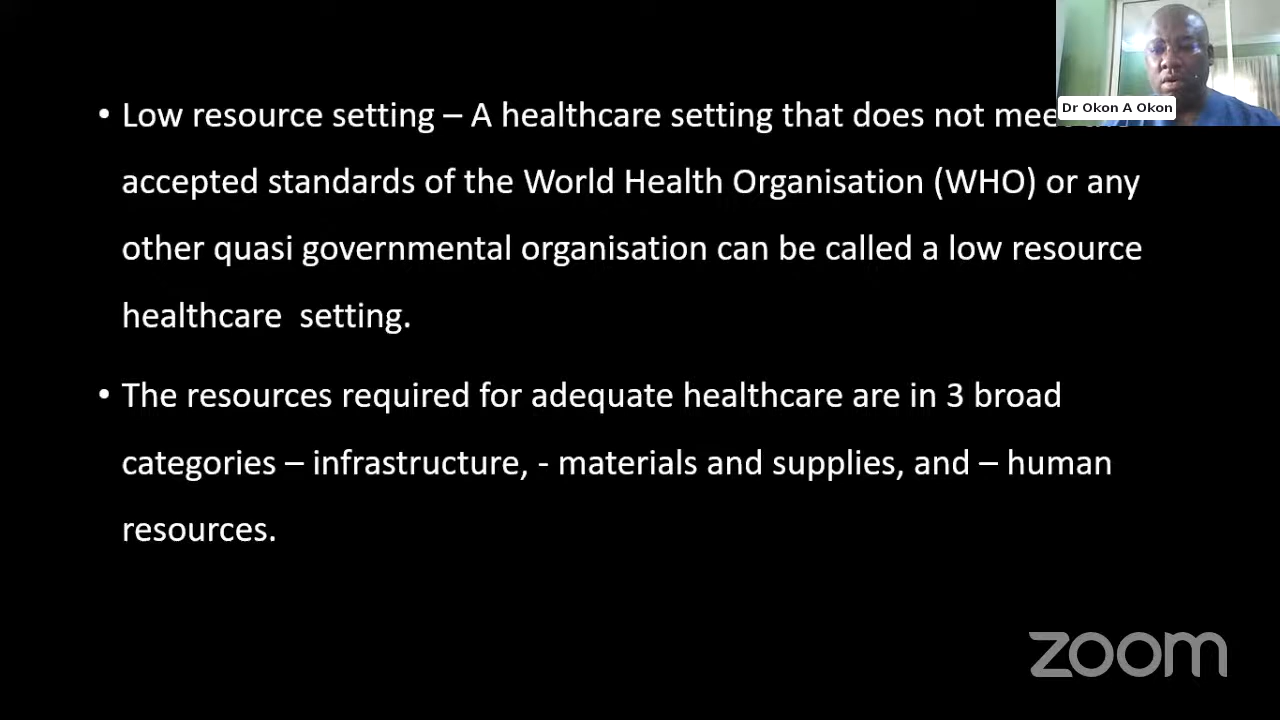 • Low resource setting – A healthcare setting that does not
accepted standards of the World Health Organisation (WHO) or any
other quasi governmental organisation can be called a low resource
healthcare  setting.
• The resources required for adequate healthcare are in 3 broad
categories – infrastructure, - materials and supplies, and – human
resources.
Dr Okon A Okon
zoom